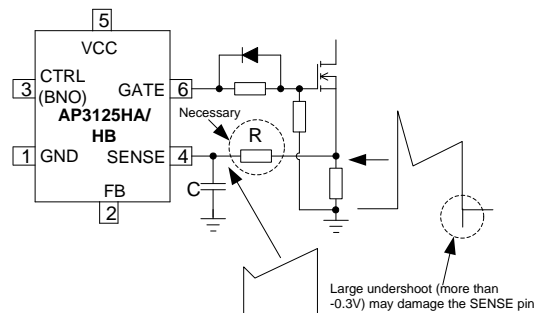 5
VCC
3
CTRL
(BNO)
GATE
6
AP3125HA/
HB
Necessary
R
1
GND
SENSE
4
C
FB
2
Large undershoot (more than
-0.3V) may damage the SENSE pin